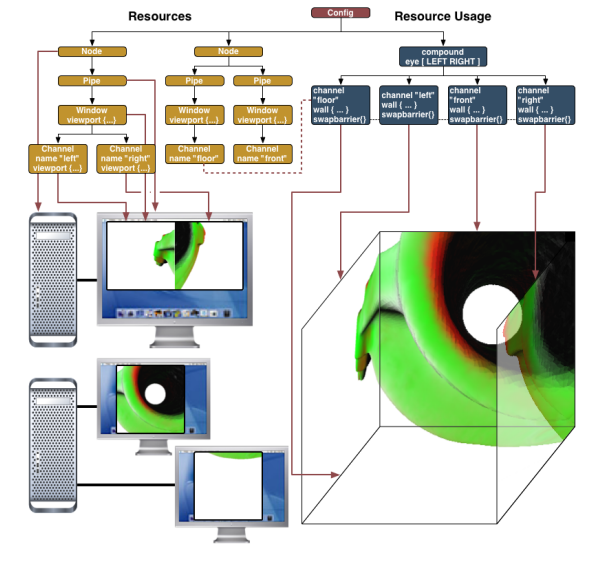 Resources
Config
Resource Usage
Node
Node
compound
eye [ LEFT RIGHT ]
Pipe
Pipe
Pipe
channel
"floor"
wall { ... }
swapbarrier{}
channel "left"
wall { ... }
swapbarrier{}
channel
"front"
wall { ... }
swapbarrier{}
channel
"right"
wall { ... }
swapbarrier{}
Window
viewport {...}
Window
viewport {...}
Window
viewport {...}
Channel
name "left"
viewport {...}
Channel
name "right"
viewport {...}
Channel
name "floor"
Channel
name "front"